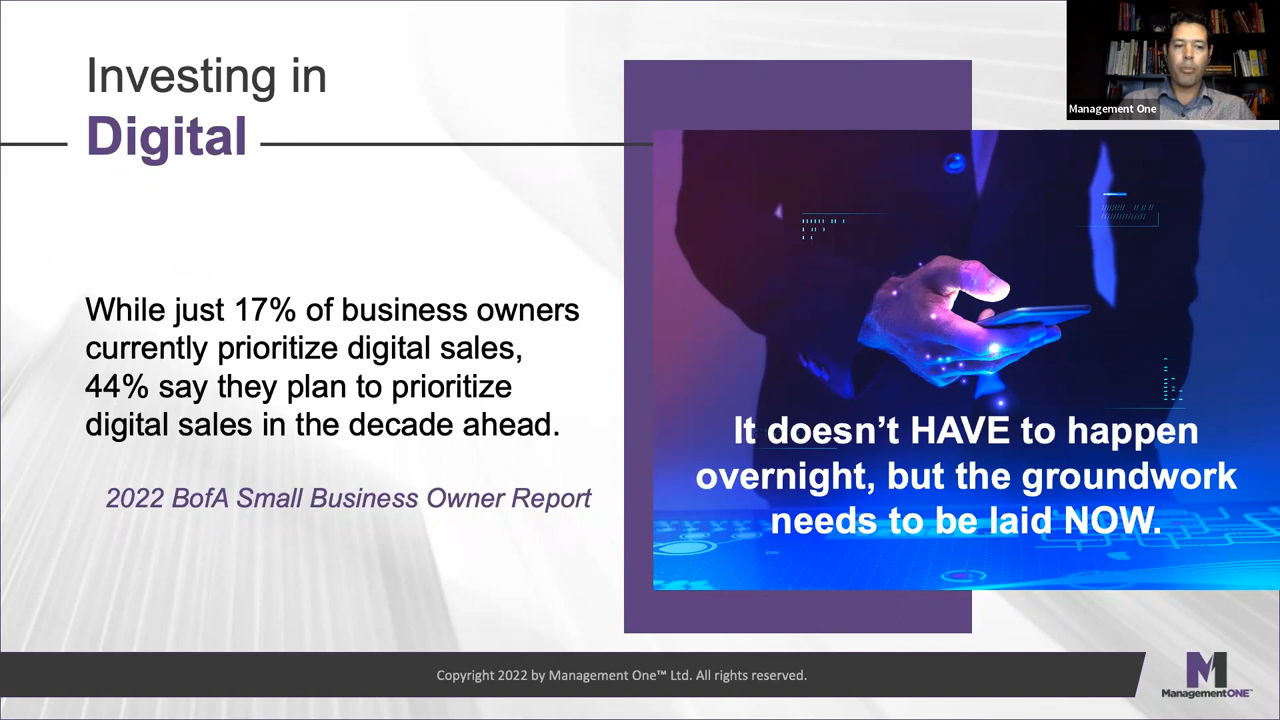 Investing in
Digital
Management One
While just 17% of business owners
currently prioritize digital sales,
44% say they plan to prioritize
digital sales in the decade ahead.
2022 BofA Small Business Owner Report
It doesn’t HAVE to happen
overnight, but the groundwork
needs to be laid NOW.
Copyright 2022 by Management One™ Ltd. All rights reserved.
M
ManagementONE™